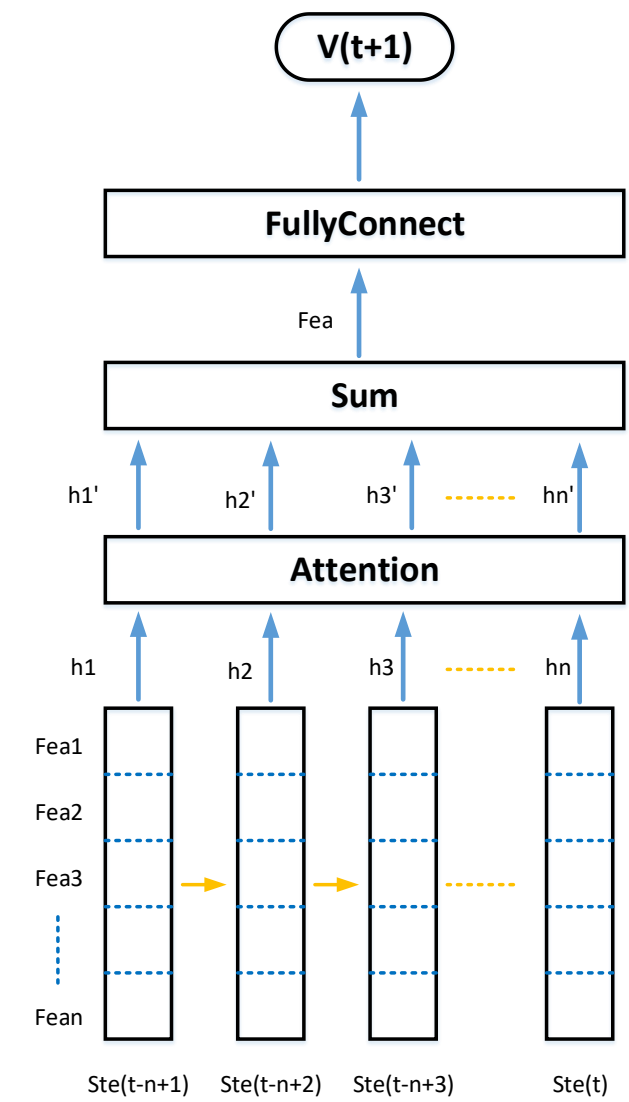 V(t+1)
FullyConnect
Fea
Sum
h1' h2' h3' hn'
Attention
h1 h2 h3 hn
Fea1
Fea2
Fea3
Fean
Ste(t-n+1) Ste(t-n+2) Ste(t-n+3) Ste(t)